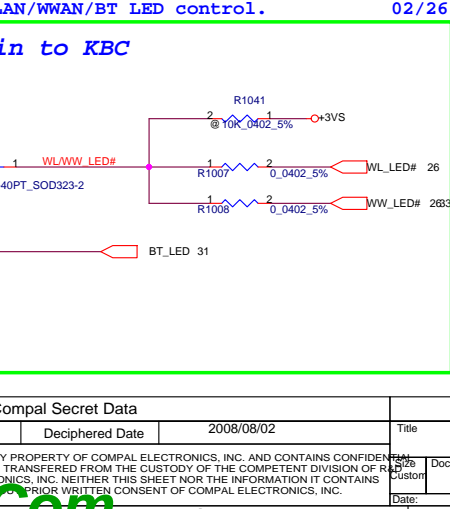 LAN/WWAN/BT LED control. 02/26
in to KBC
R1041
2 1
@ 10K_0402_5% +3VS
1 WL/WW_LED# 1 2 WL_LED# 26
R1007 0_0402_5%
40PT_SOD323-2
1 2 WW_LED#
R1008 0_0402_5%
BT_LED 31
Compal Secret Data
Deciphered Date 2008/08/02 Title
Y PROPERTY OF COMPAL ELECTRONICS, INC. AND CONTAINS CONFIDENTIAL
TRANSFERED FROM THE CUSTODY OF THE COMPETENT DIVISION OF R&D
Size Doc
ONICS, INC. NEITHER THIS SHEET NOR THE INFORMATION IT CONTAINS
Custom
PRIOR WRITTEN CONSENT OF COMPAL ELECTRONICS, INC.
Date:
Com